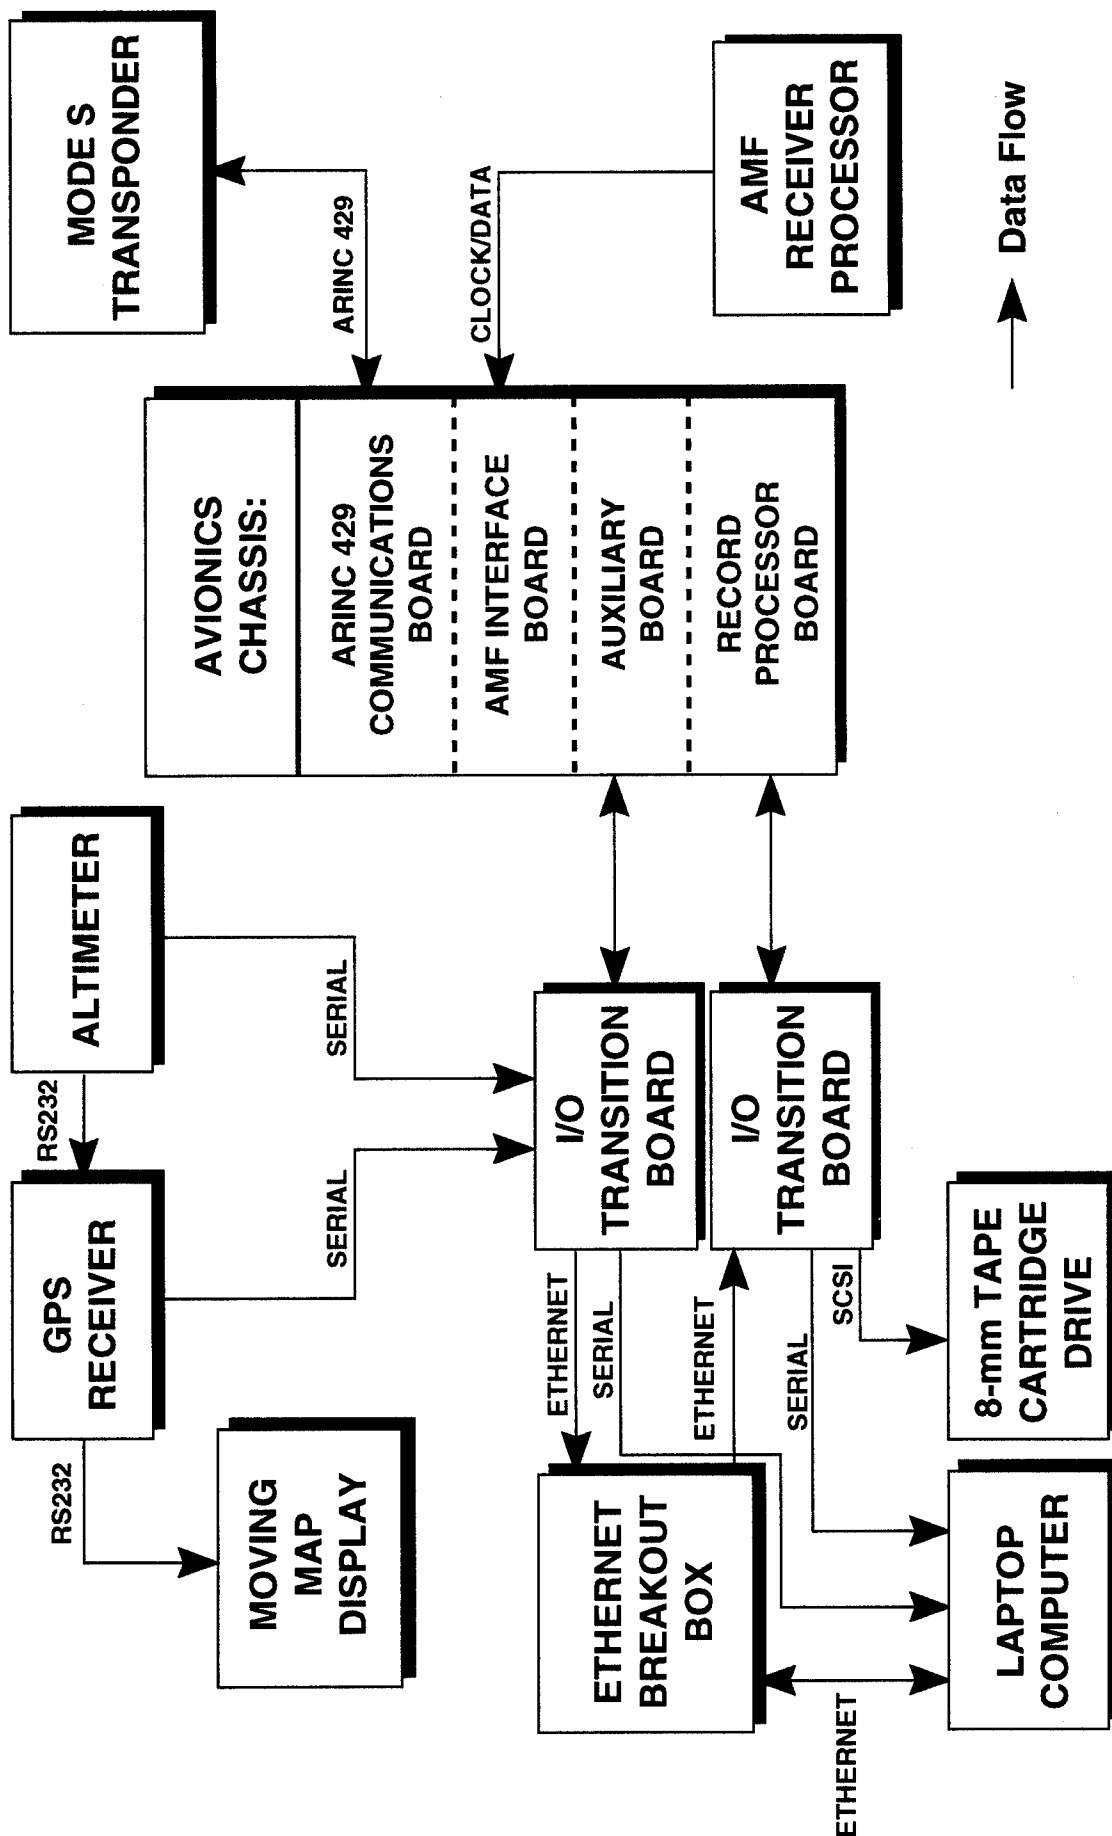 MOVING
MAP
DISPLAY
RS232
GPS
RECEIVER
RS232
ALTIMETER
MODE S
TRANSPONDER
SERIAL
SERIAL
ARINC 429
AVIONICS
CHASSIS:
ARINC 429
COMMUNICATIONS
BOARD
AMF INTERFACE
BOARD
AUXILIARY
BOARD
RECORD
PROCESSOR
BOARD
CLOCK/DATA
AMF
RECEIVER
PROCESSOR
ETHERNET
BREAKOUT
BOX
ETHERNET
SERIAL
ETHERNET
SERIAL
SCSI
I/O
TRANSITION
BOARD
I/O
TRANSITION
BOARD
ETHERNET
LAPTOP
COMPUTER
8-mm TAPE
CARTRIDGE
DRIVE
Data Flow